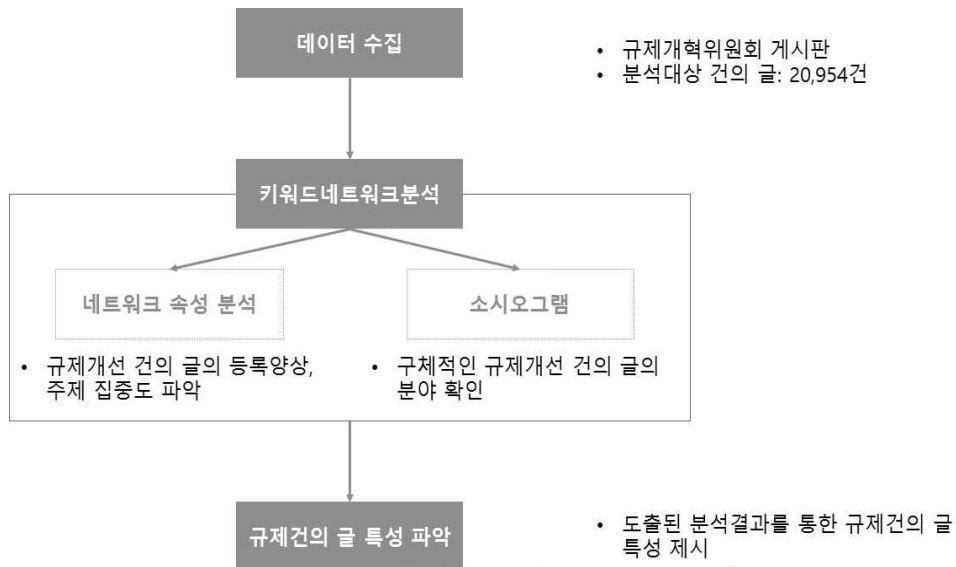 데이터 수집
• 규제개혁위원회 게시판
• 분석대상 건의 글: 20,954건
키워드네트워크분석
네트워크 속성 분석
소시오그램
• 규제개선 건의 글의 등록양상,
주제 집중도 파악
• 구체적인 규제개선 건의 글의
분야 확인
규제건의 글 특성 파악
• 도출된 분석결과를 통한 규제건의 글
특성 제시